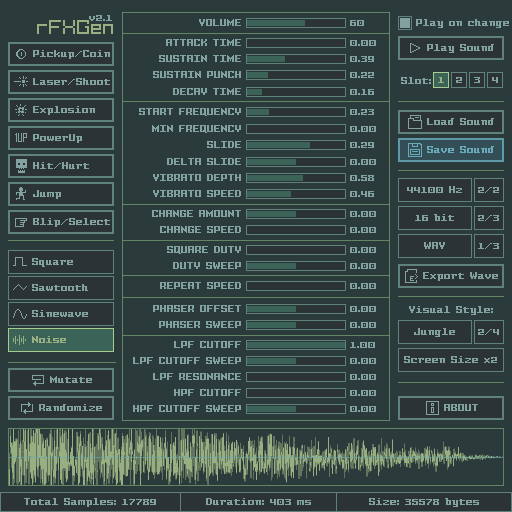 v2.1
rFXGen
Pickup/Coin
Laser/Shoot
Explosion
1UP PowerUp
Hit/Hurt
Jump
Blip/Select
Square
Sawtooth
Sinewave
Noise
Mutate
Randomize
VOLUME 60
ATTACK TIME 0.00
SUSTAIN TIME 0.39
SUSTAIN PUNCH 0.22
DECAY TIME 0.16
START FREQUENCY 0.23
MIN FREQUENCY 0.00
SLIDE 0.29
DELTA SLIDE 0.00
VIBRATO DEPTH 0.58
VIBRATO SPEED 0.46
CHANGE AMOUNT 0.00
CHANGE SPEED 0.00
SQUARE DUTY 0.00
DUTY SWEEP 0.00
REPEAT SPEED 0.00
PHASER OFFSET 0.00
PHASER SWEEP 0.00
LPF CUTOFF 1.00
LPF CUTOFF SWEEP 0.00
LPF RESONANCE 0.00
HPF CUTOFF 0.00
HPF CUTOFF SWEEP 0.00
Play on change
Play Sound
Slot: 1 2 3 4
Load Sound
Save Sound
44100 Hz 2/2
16 bit 2/3
WAV 1/3
Export Wave
Visual Style:
Jungle 2/4
Screen Size x2
ABOUT
Total Samples: 17789
Duration: 403 ms
Size: 35578 bytes